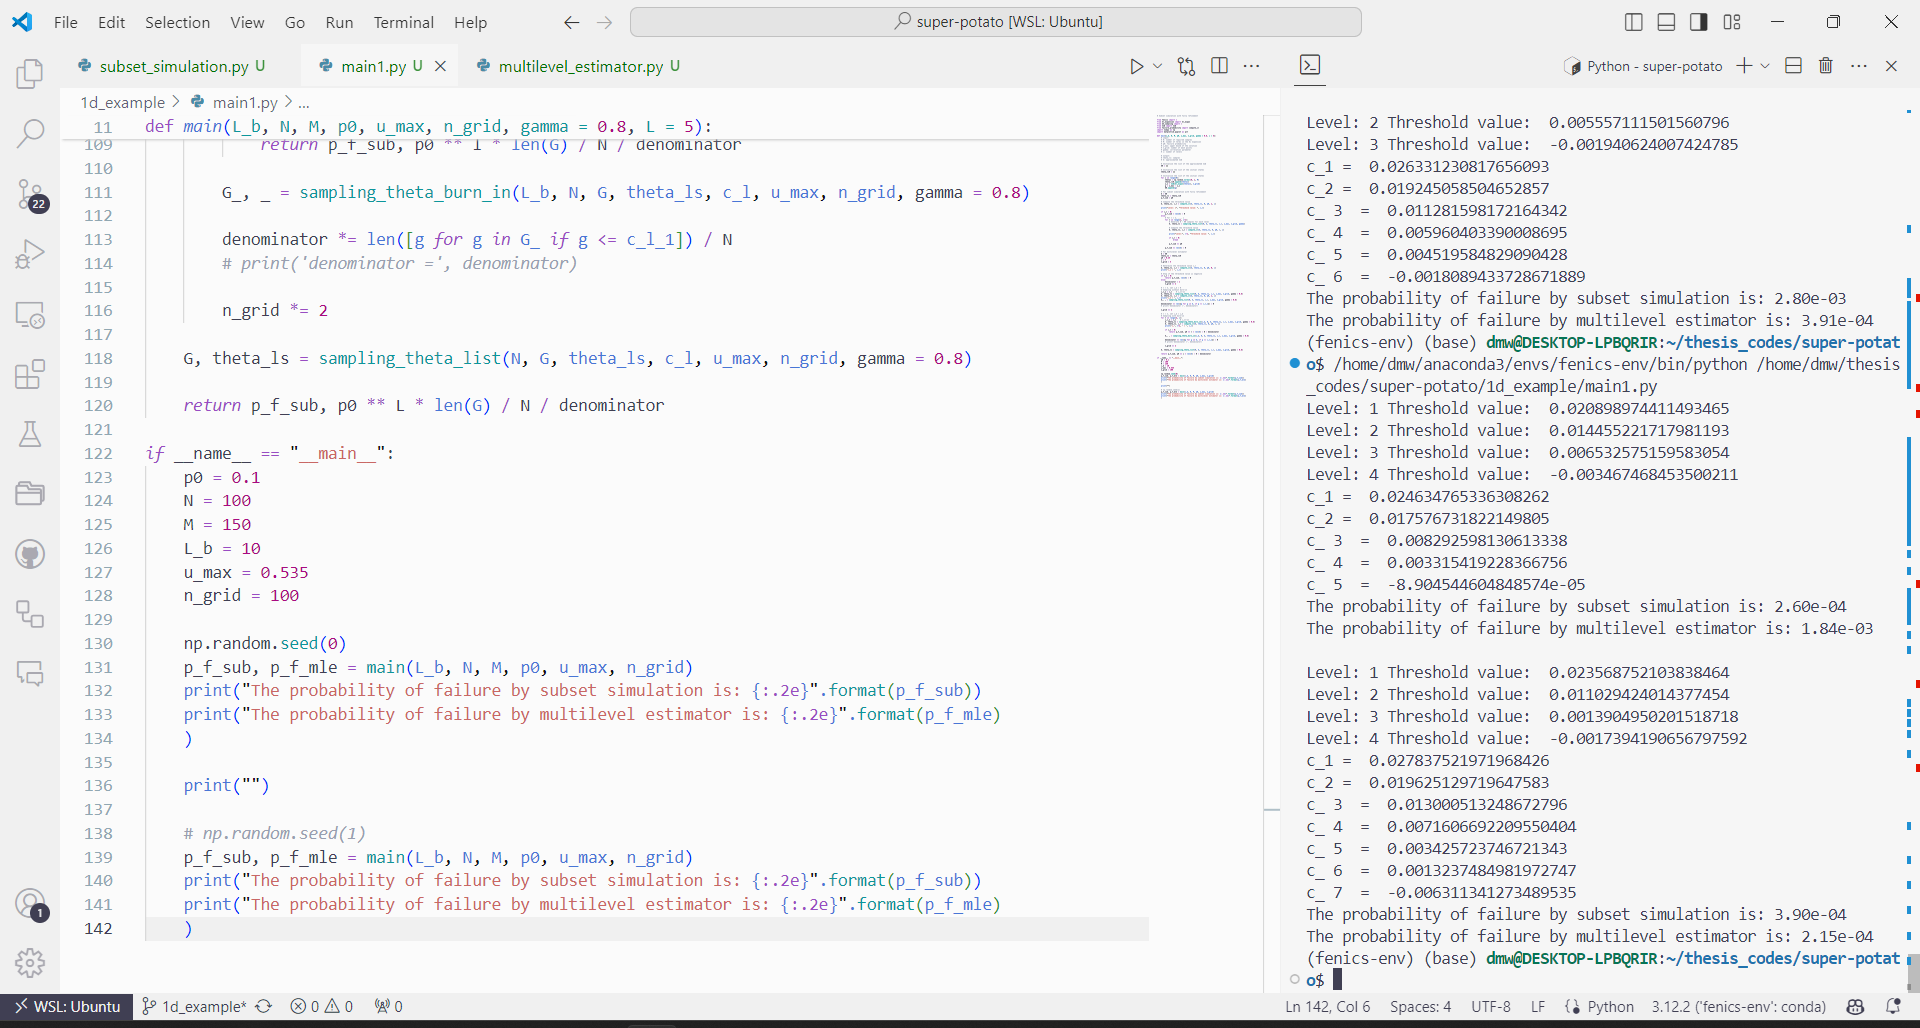 File Edit Selection View Go Run Terminal Help
super-potato [WSL: Ubuntu]
subset_simulation.py U
main1.py U
multilevel_estimator.py U
Python - super-potato
1d_example > main1.py > ...
11 def main(L_b, N, M, p0, u_max, n_grid, gamma = 0.8, L = 5):
109 return p_f_sub, p0 ** l * len(G) / N / denominator
110
111 G_, _ = sampling_theta_burn_in(L_b, N, G, theta_ls, c_l, u_max, n_grid, gamma = 0.8)
112
113 denominator *= len([g for g in G_ if g <= c_l_1]) / N
114 # print('denominator =', denominator)
115
116 n_grid *= 2
117
118 G, theta_ls = sampling_theta_list(N, G, theta_ls, c_l, u_max, n_grid, gamma = 0.8)
119
120 return p_f_sub, p0 ** L * len(G) / N / denominator
121
122 if __name__ == "__main__":
123 p0 = 0.1
124 N = 100
125 M = 150
126 L_b = 10
127 u_max = 0.535
128 n_grid = 100
129
130 np.random.seed(0)
131 p_f_sub, p_f_mle = main(L_b, N, M, p0, u_max, n_grid)
132 print("The probability of failure by subset simulation is: {:.2e}".format(p_f_sub))
133 print("The probability of failure by multilevel estimator is: {:.2e}".format(p_f_mle)
134 )
135
136 print("")
137
138 # np.random.seed(1)
139 p_f_sub, p_f_mle = main(L_b, N, M, p0, u_max, n_grid)
140 print("The probability of failure by subset simulation is: {:.2e}".format(p_f_sub))
141 print("The probability of failure by multilevel estimator is: {:.2e}".format(p_f_mle)
142 )
Level: 2 Threshold value:  0.005557111501560796
Level: 3 Threshold value:  -0.001940624007424785
c_1 =  0.026331230817656093
c_2 =  0.019245058504652857
c_ 3  =  0.011281598172164342
c_ 4  =  0.005960403390008695
c_ 5  =  0.004519584829090428
c_ 6  =  -0.0018089433728671889
The probability of failure by subset simulation is: 2.80e-03
The probability of failure by multilevel estimator is: 3.91e-04
(fenics-env) (base) dmw@DESKTOP-LPBQRIR:~/thesis_codes/super-potat
o$ /home/dmw/anaconda3/envs/fenics-env/bin/python /home/dmw/thesis
_codes/super-potato/1d_example/main1.py
Level: 1 Threshold value:  0.020898974411493465
Level: 2 Threshold value:  0.014455221717981193
Level: 3 Threshold value:  0.006532575159583054
Level: 4 Threshold value:  -0.003467468453500211
c_1 =  0.024634765336308262
c_2 =  0.017576731822149805
c_ 3  =  0.008292598130613338
c_ 4  =  0.003315419228366756
c_ 5  =  -8.904544604848574e-05
The probability of failure by subset simulation is: 2.60e-04
The probability of failure by multilevel estimator is: 1.84e-03
Level: 1 Threshold value:  0.023568752103838464
Level: 2 Threshold value:  0.011029424014377454
Level: 3 Threshold value:  0.0013904950201518718
Level: 4 Threshold value:  -0.0017394190656797592
c_1 =  0.027837521971968426
c_2 =  0.019625129719647583
c_ 3  =  0.013000513248672796
c_ 4  =  0.0071606692209550404
c_ 5  =  0.003425723746721343
c_ 6  =  0.0013237484981972747
c_ 7  =  -0.006311341273489535
The probability of failure by subset simulation is: 3.90e-04
The probability of failure by multilevel estimator is: 2.15e-04
(fenics-env) (base) dmw@DESKTOP-LPBQRIR:~/thesis_codes/super-potat
o$
22
1
WSL: Ubuntu 1d_example* 0 0 0 Ln 142, Col 6 Spaces: 4 UTF-8 LF Python 3.12.2 ('fenics-env': conda)